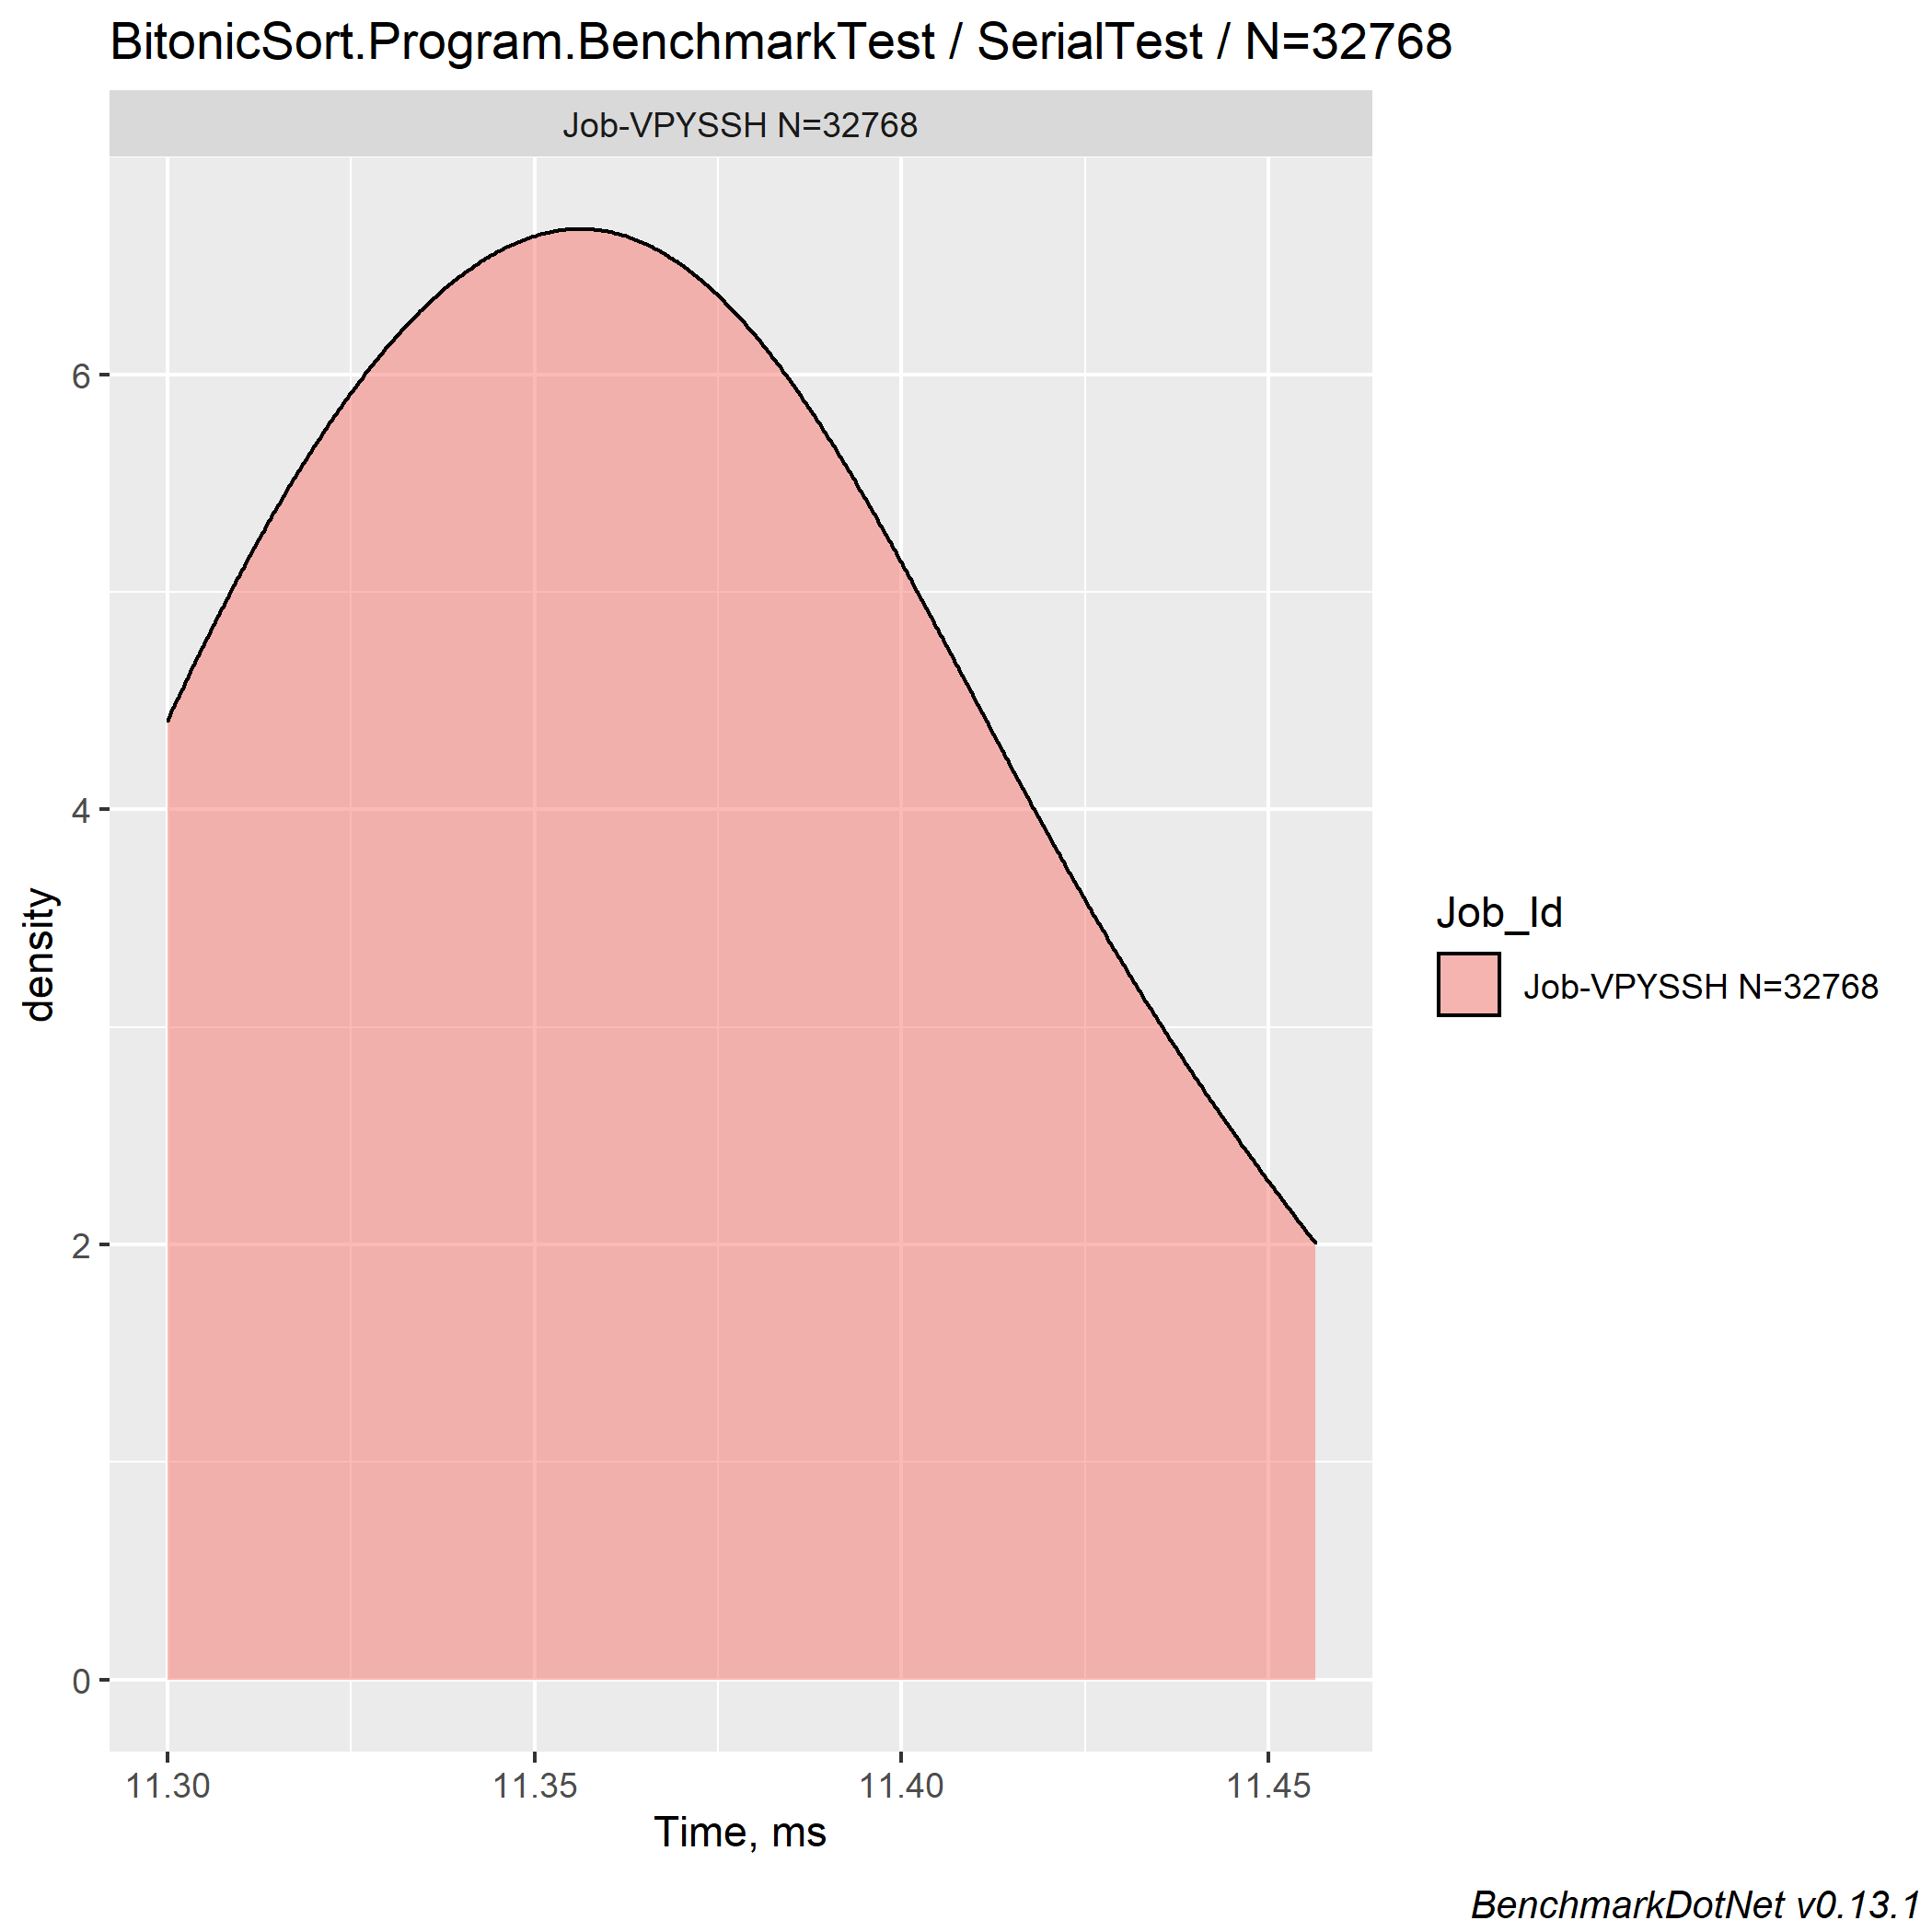 BitonicSort.Program.BenchmarkTest / SerialTest / N=32768
Job-VPYSSH N=32768
6
4
2
0
density
11.30 11.35 11.40 11.45
Time, ms
Job_Id
Job-VPYSSH N=32768
BenchmarkDotNet v0.13.1